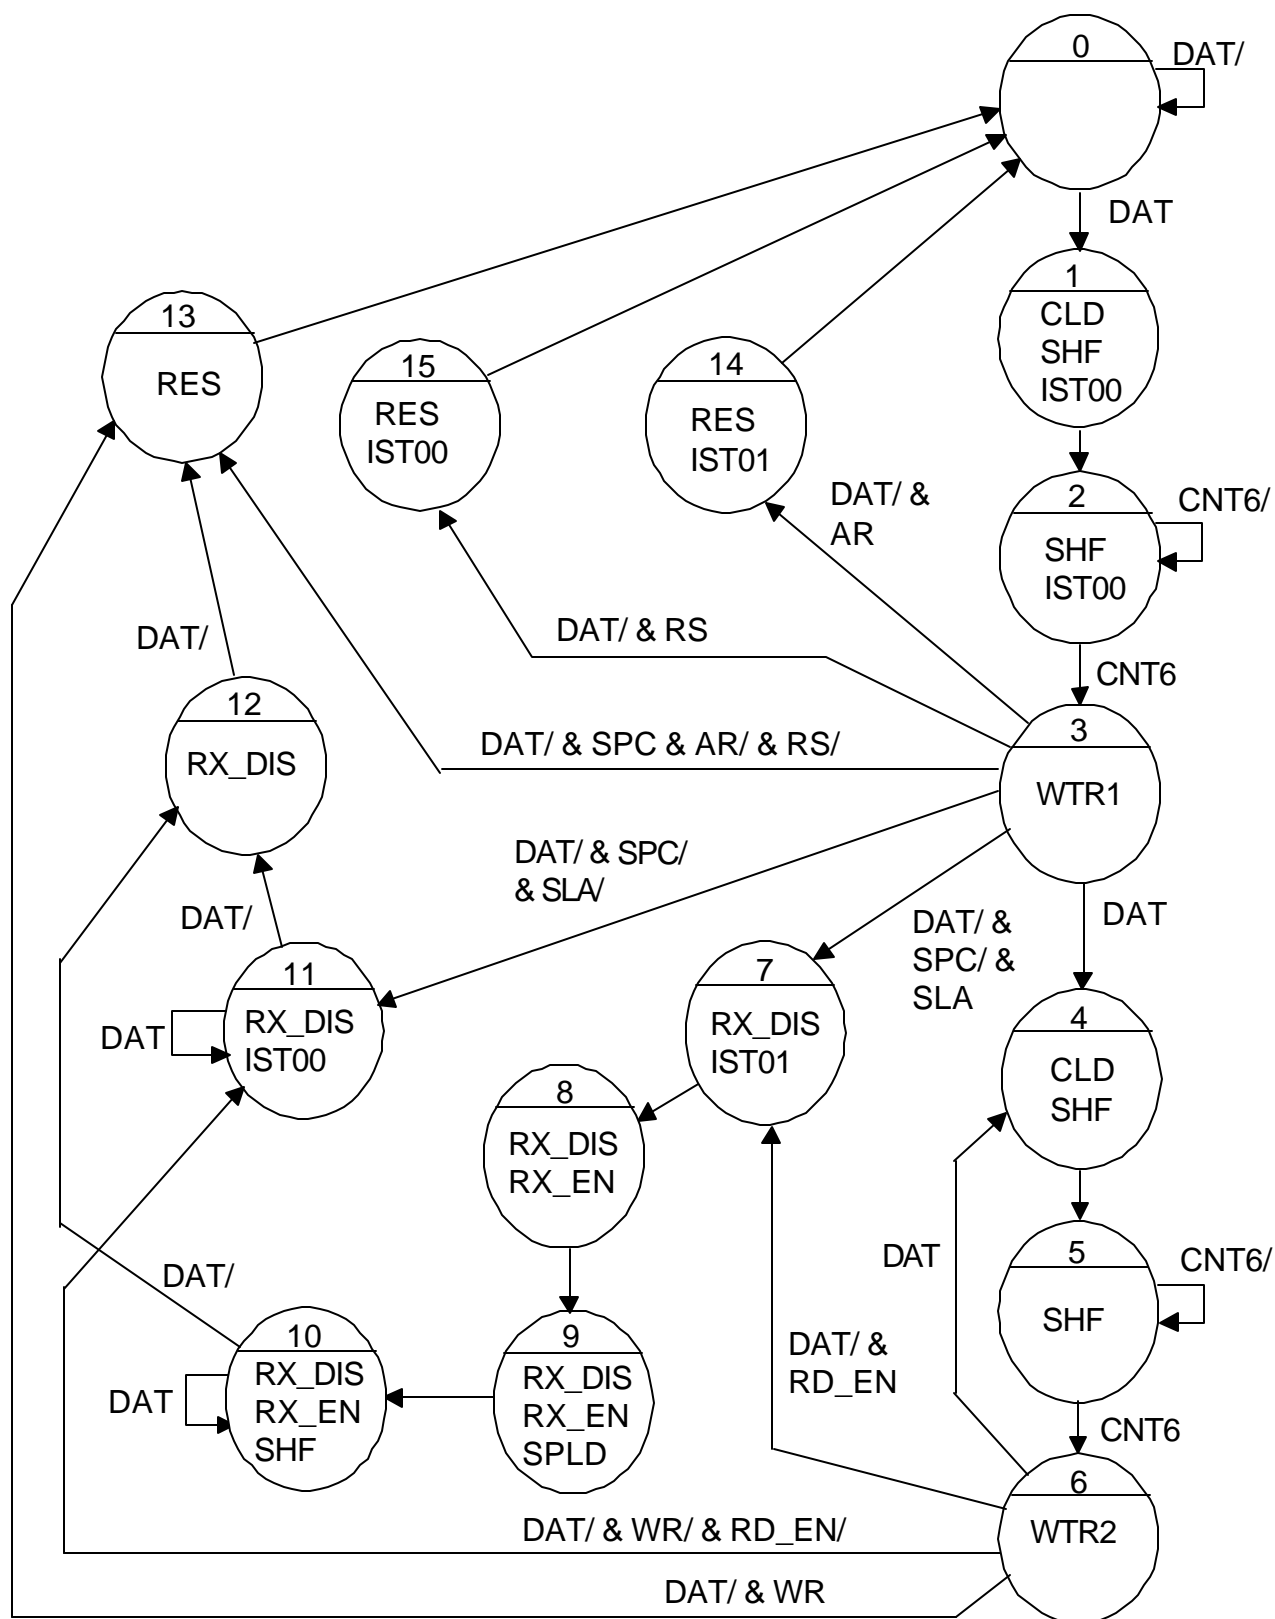 0
DAT/
DAT
1
CLD
SHF
IST00
13
RES
15
RES
IST00
14
RES
IST01
DAT/ &
AR
2
SHF
IST00
CNT6/
DAT/ & RS
DAT/
CNT6
12
RX_DIS
DAT/ & SPC & AR/ & RS/
3
WTR1
DAT/ & SPC/
& SLA/
DAT/
DAT/ &
SPC/ &
SLA
DAT
11
RX_DIS
IST00
DAT
7
RX_DIS
IST01
4
CLD
SHF
8
RX_DIS
RX_EN
DAT
5
SHF
CNT6/
DAT/
10
RX_DIS
RX_EN
SHF
DAT
9
RX_DIS
RX_EN
SPLD
DAT/ &
RD_EN
CNT6
6
WTR2
DAT/ & WR/ & RD_EN/
DAT/ & WR